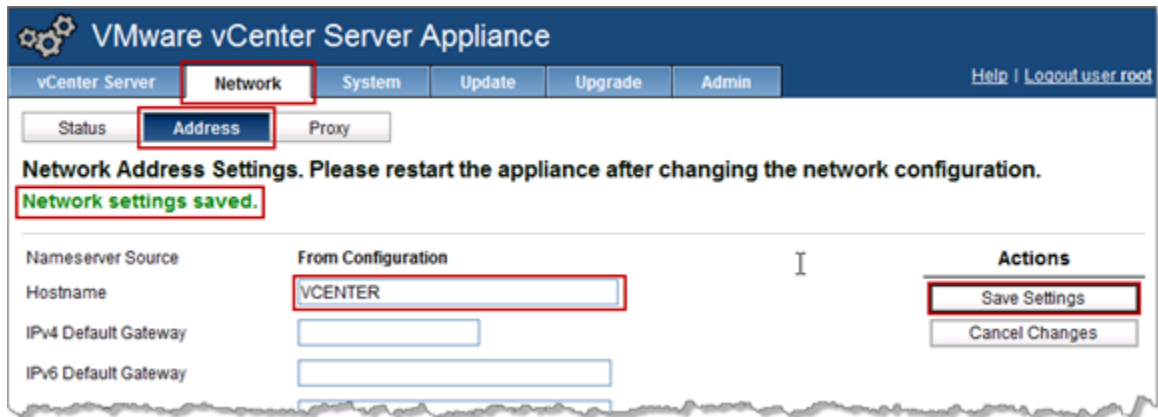 VMware vCenter Server Appliance
vCenter Server Network System Update Upgrade Admin Help | Logout user root
Status Address Proxy
Network Address Settings. Please restart the appliance after changing the network configuration.
Network settings saved.
Nameserver Source From Configuration Actions
Hostname VCENTER Save Settings
IPv4 Default Gateway Cancel Changes
IPv6 Default Gateway